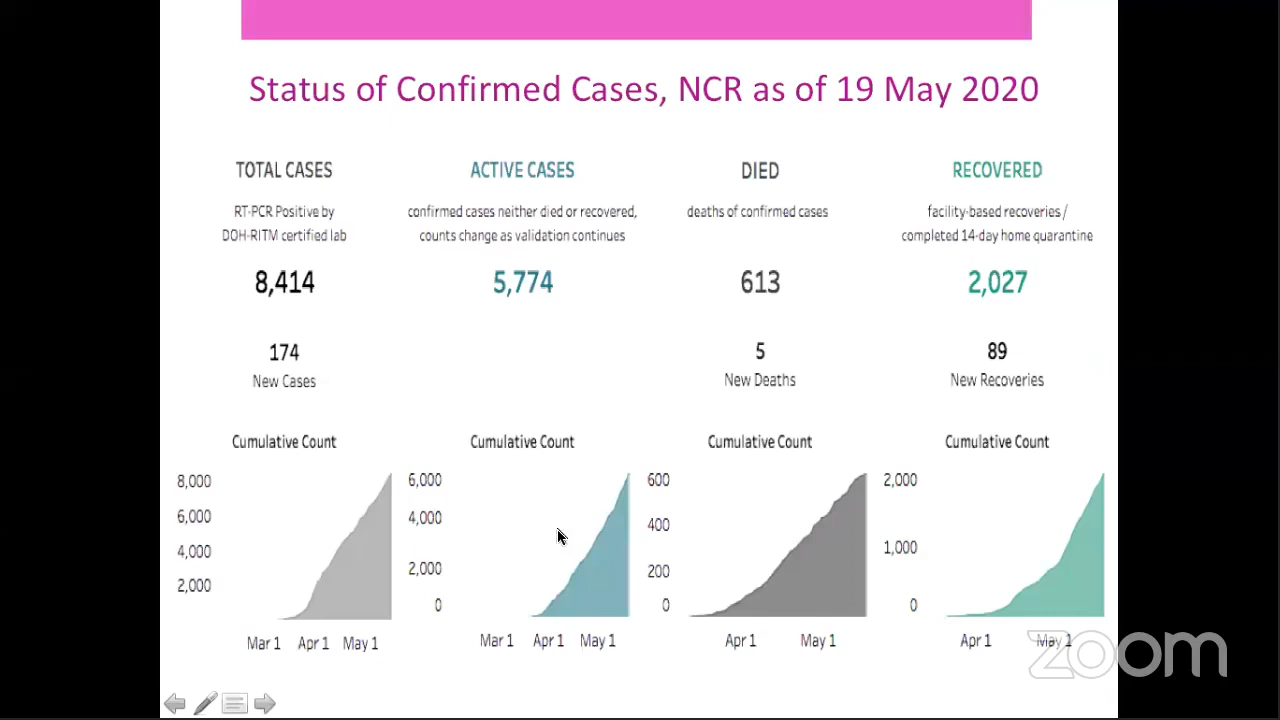 Status of Confirmed Cases, NCR as of 19 May 2020
TOTAL CASES
RT-PCR Positive by
DOH-RITM certified lab
8,414
174
New Cases
ACTIVE CASES
confirmed cases neither died or recovered,
counts change as validation continues
5,774
DIED
deaths of confirmed cases
613
5
New Deaths
RECOVERED
facility-based recoveries /
completed 14-day home quarantine
2,027
89
New Recoveries
Cumulative Count
8,000
6,000
4,000
2,000
Mar 1 Apr 1 May 1
Cumulative Count
6,000
4,000
2,000
0
Mar 1 Apr 1 May 1
Cumulative Count
600
400
200
0
Apr 1 May 1
Cumulative Count
2,000
1,000
0
Apr 1 May 1
zoom